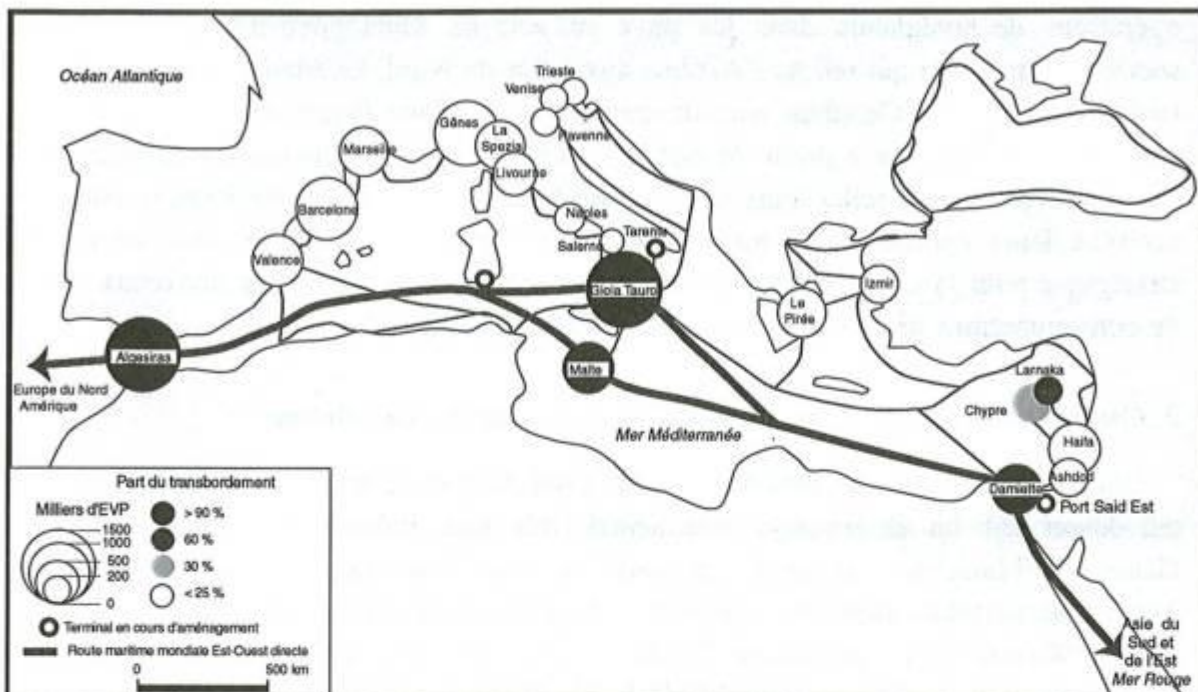 Océan Atlantique
Trieste
Venise
Ravenne
Gênes
La
Spezia
Marseille
Livourne
Barcelone
Naples
Salerne
Tarente
Valence
Gioia Tauro
Izmir
Le
Pirée
Algesiras
Malte
Europe du Nord
Amérique
Larnaka
Chypre
Mer Méditerranée
Haifa
Ashdod
Damiette
Port Said Est
Part du transbordement
Milliers d'EVP
1500
1000
500
200
0
> 90 %
60 %
30 %
< 25 %
Terminal en cours d'aménagement
Route maritime mondiale Est-Ouest directe
0 500 km
Asie du
Sud et
de l'Est
Mer Rouge